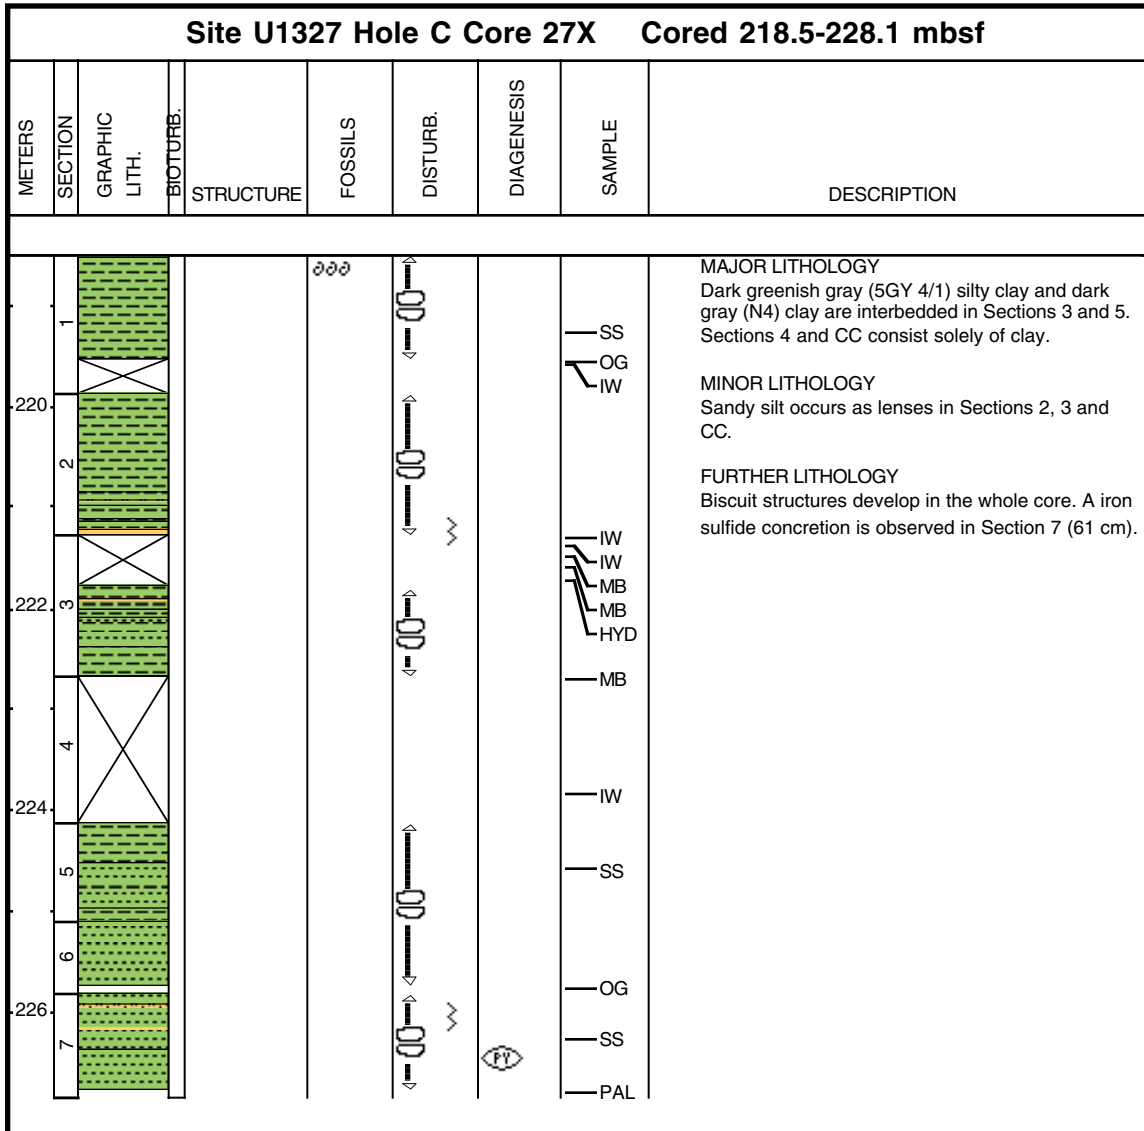 Site U1327 Hole C Core 27X Cored 218.5-228.1 mbsf
METERS
SECTION
GRAPHIC
LITH.
BIOTURB.
STRUCTURE
FOSSILS
DISTURB.
DIAGENESIS
SAMPLE
DESCRIPTION
1
2
3
4
5
6
7
220
222
224
226
PY
SS
OG
IW
IW
IW
MB
MB
HYD
MB
IW
SS
OG
SS
PAL
MAJOR LITHOLOGY
Dark greenish gray (5GY 4/1) silty clay and dark
gray (N4) clay are interbedded in Sections 3 and 5.
Sections 4 and CC consist solely of clay.
MINOR LITHOLOGY
Sandy silt occurs as lenses in Sections 2, 3 and
CC.
FURTHER LITHOLOGY
Biscuit structures develop in the whole core. A iron
sulfide concretion is observed in Section 7 (61 cm).